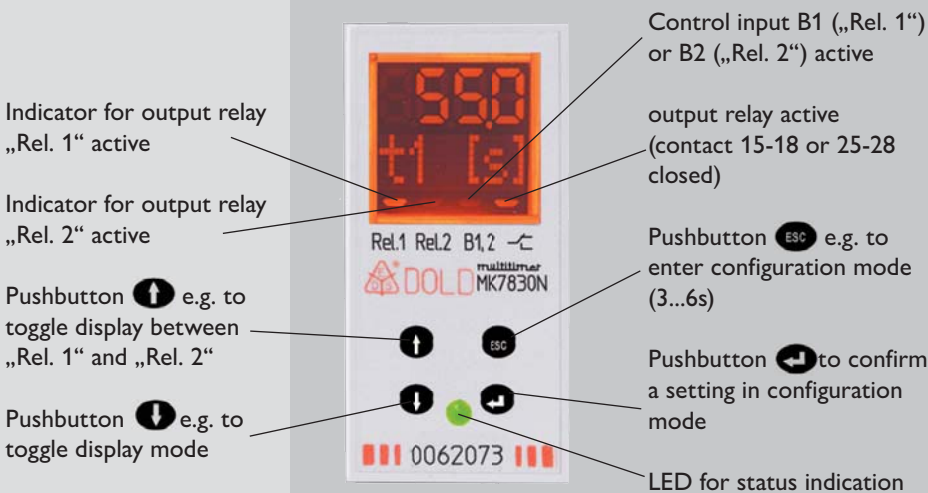 Indicator for output relay
„Rel. 1“ active
Indicator for output relay
„Rel. 2“ active
Pushbutton e.g. to
toggle display between
„Rel. 1“ and „Rel. 2“
Pushbutton e.g. to
toggle display mode
55,0
t1 [s]
Rel.1 Rel.2 B1,2
DOLD multitimer
MK7830N
ESC
0062073
Control input B1 („Rel. 1“)
or B2 („Rel. 2“) active
output relay active
(contact 15-18 or 25-28
closed)
Pushbutton ESC e.g. to
enter configuration mode
(3...6s)
Pushbutton to confirm
a setting in configuration
mode
LED for status indication